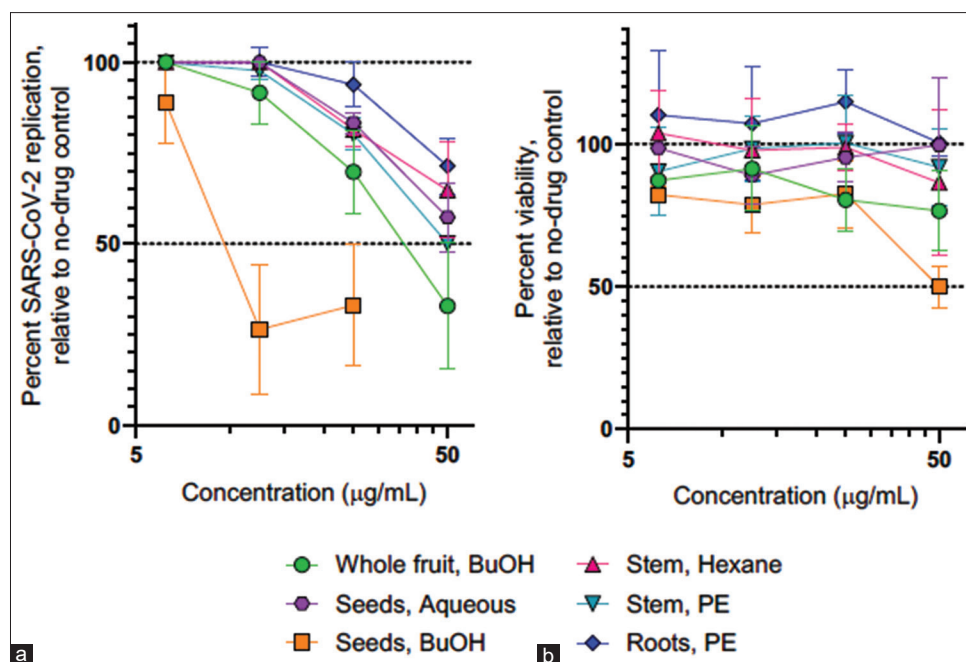 Percent SARS-CoV-2 replication,
relative to no-drug control
100
50
0
5
50
Concentration (μg/mL)
Percent viability,
relative to no-drug control
100
50
0
5
50
Concentration (μg/mL)
Whole fruit, BuOH
Seeds, Aqueous
Seeds, BuOH
Stem, Hexane
Stem, PE
Roots, PE
a
b